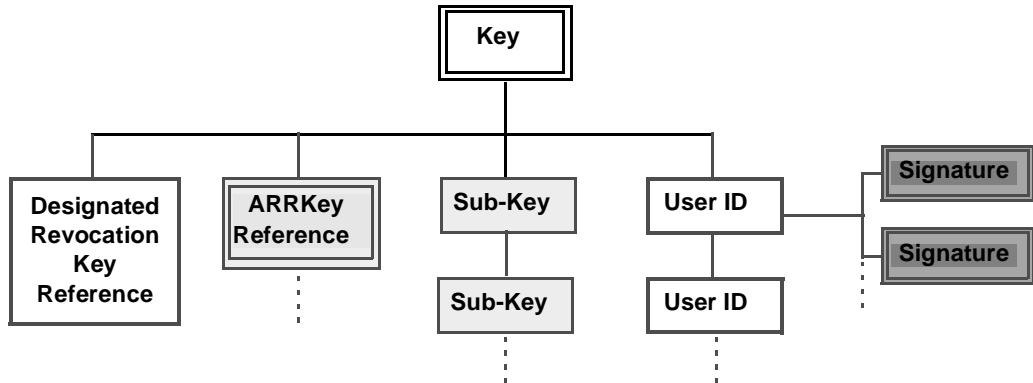 Key
Designated
Revocation
Key
Reference
ARRKey
Reference
Sub-Key
Sub-Key
User ID
User ID
Signature
Signature